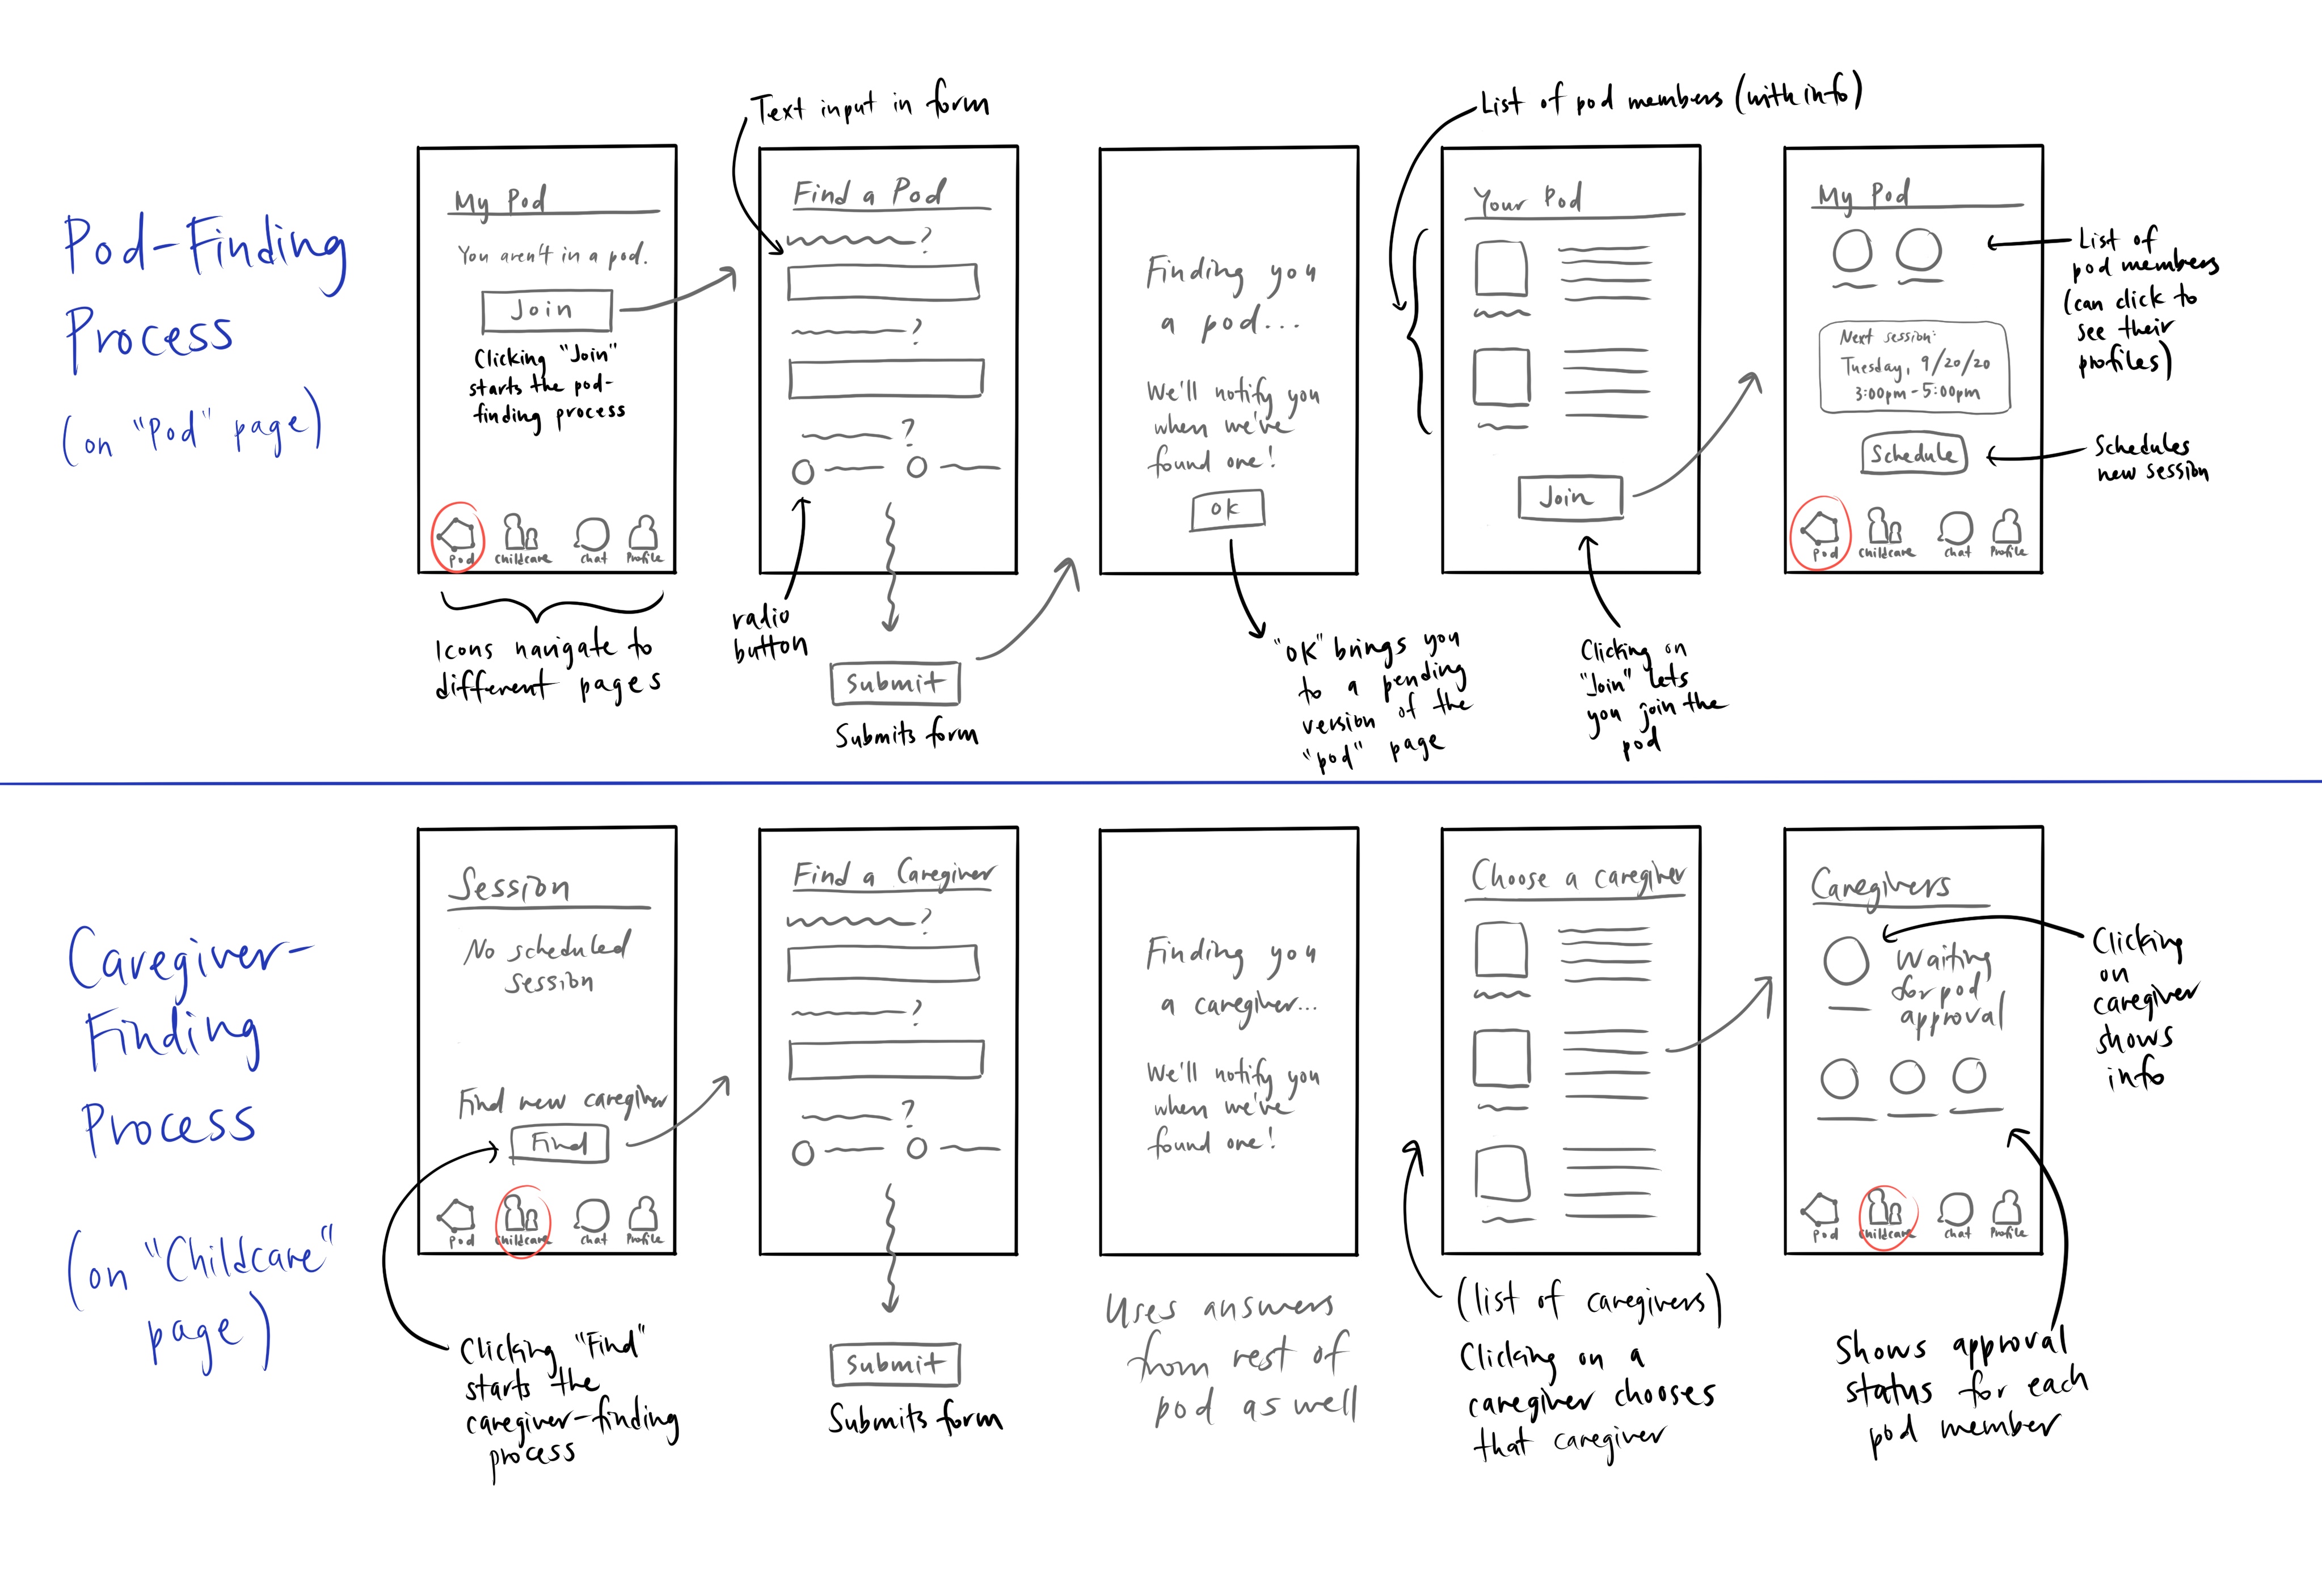 Pod-Finding
Process
(on "Pod" page)
My Pod
You aren't in a pod.
Join
Clicking "Join"
starts the pod-
finding process
pod
childcare
chat
Profile
Icons navigate to
different pages
Text input in form
Find a Pod
?
?
?
radio
button
Submit
Submits form
Finding you
a pod...
We'll notify you
when we've
found one!
OK
"OK" brings you
to a pending
version of the
"pod" page
List of pod members (with info)
Your Pod
Join
Clicking on
"Join" lets
you join the
pod
My Pod
Next session:
Tuesday, 9/20/20
3:00pm-5:00pm
Schedule
pod
childcare
chat
Profile
List of
pod members
(can click to
see their
profiles)
Schedules
new session
Caregiver-
Finding
Process
(on "Childcare"
page)
Session
No scheduled
session
Find new caregiver
Find
pod
childcare
chat
Profile
Clicking "Find"
starts the
caregiver-finding
process
Find a Caregiver
?
?
?
Submit
Submits form
Finding you
a caregiver...
We'll notify you
when we've
found one!
Uses answers
from rest of
pod as well
Choose a caregiver
(list of caregivers)
Clicking on a
caregiver chooses
that caregiver
Caregivers
Waiting
for pod
approval
pod
childcare
chat
Profile
Clicking
on
caregiver
shows
info
Shows approval
status for each
pod member